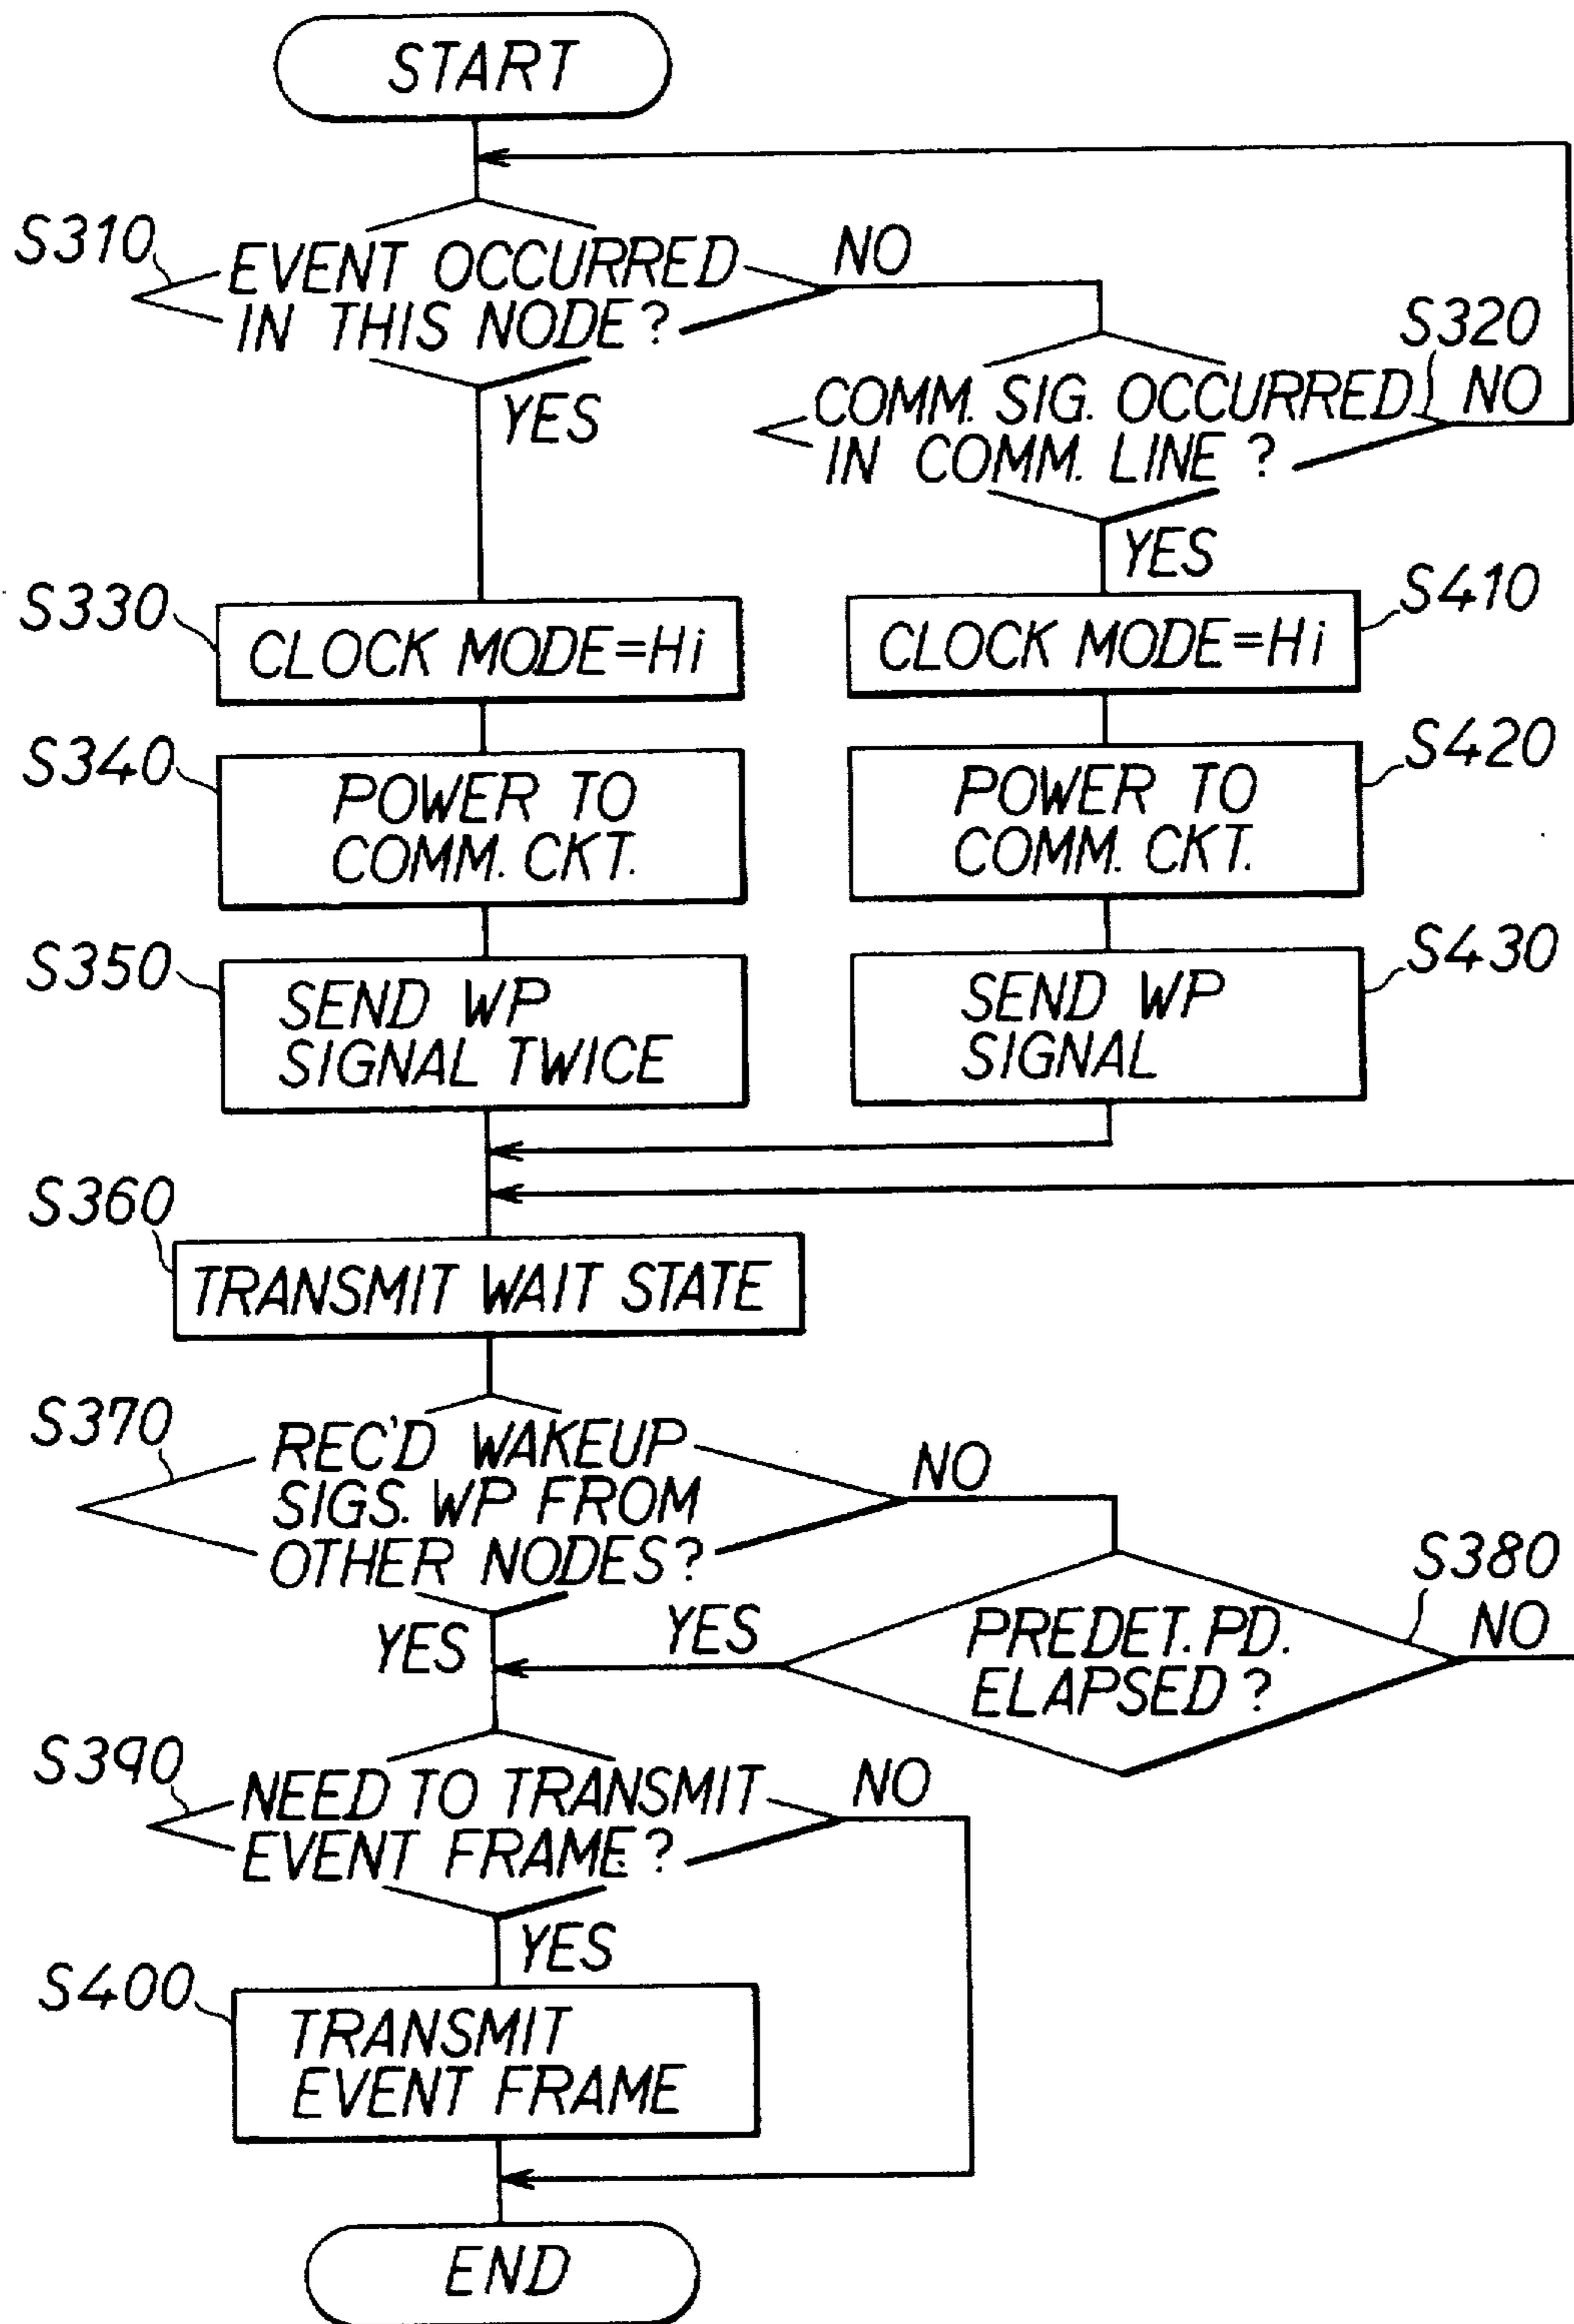 START
S310
EVENT OCCURRED
IN THIS NODE?
NO
YES
S320
COMM. SIG. OCCURRED
IN COMM. LINE?
NO
YES
S330
CLOCK MODE=Hi
S410
CLOCK MODE=Hi
S340
POWER TO
COMM. CKT.
S420
POWER TO
COMM. CKT.
S350
SEND WP
SIGNAL TWICE
S430
SEND WP
SIGNAL
S360
TRANSMIT WAIT STATE
S370
REC'D WAKEUP
SIGS. WP FROM
OTHER NODES?
NO
YES
S380
PREDET. PD.
ELAPSED?
YES
NO
S390
NEED TO TRANSMIT
EVENT FRAME?
NO
YES
S400
TRANSMIT
EVENT FRAME
END